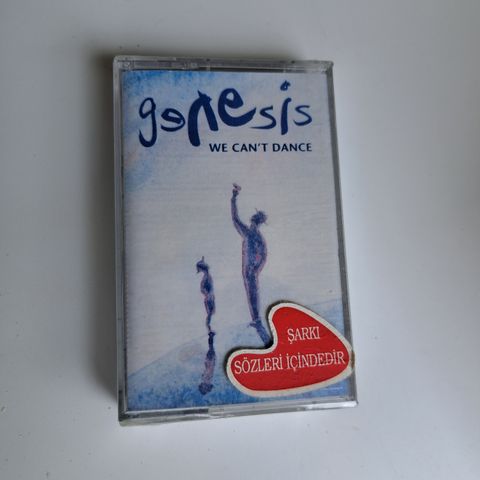 genesis
WE CAN'T DANCE
ŞARKI
SÖZLERİ İÇİNDEDİR